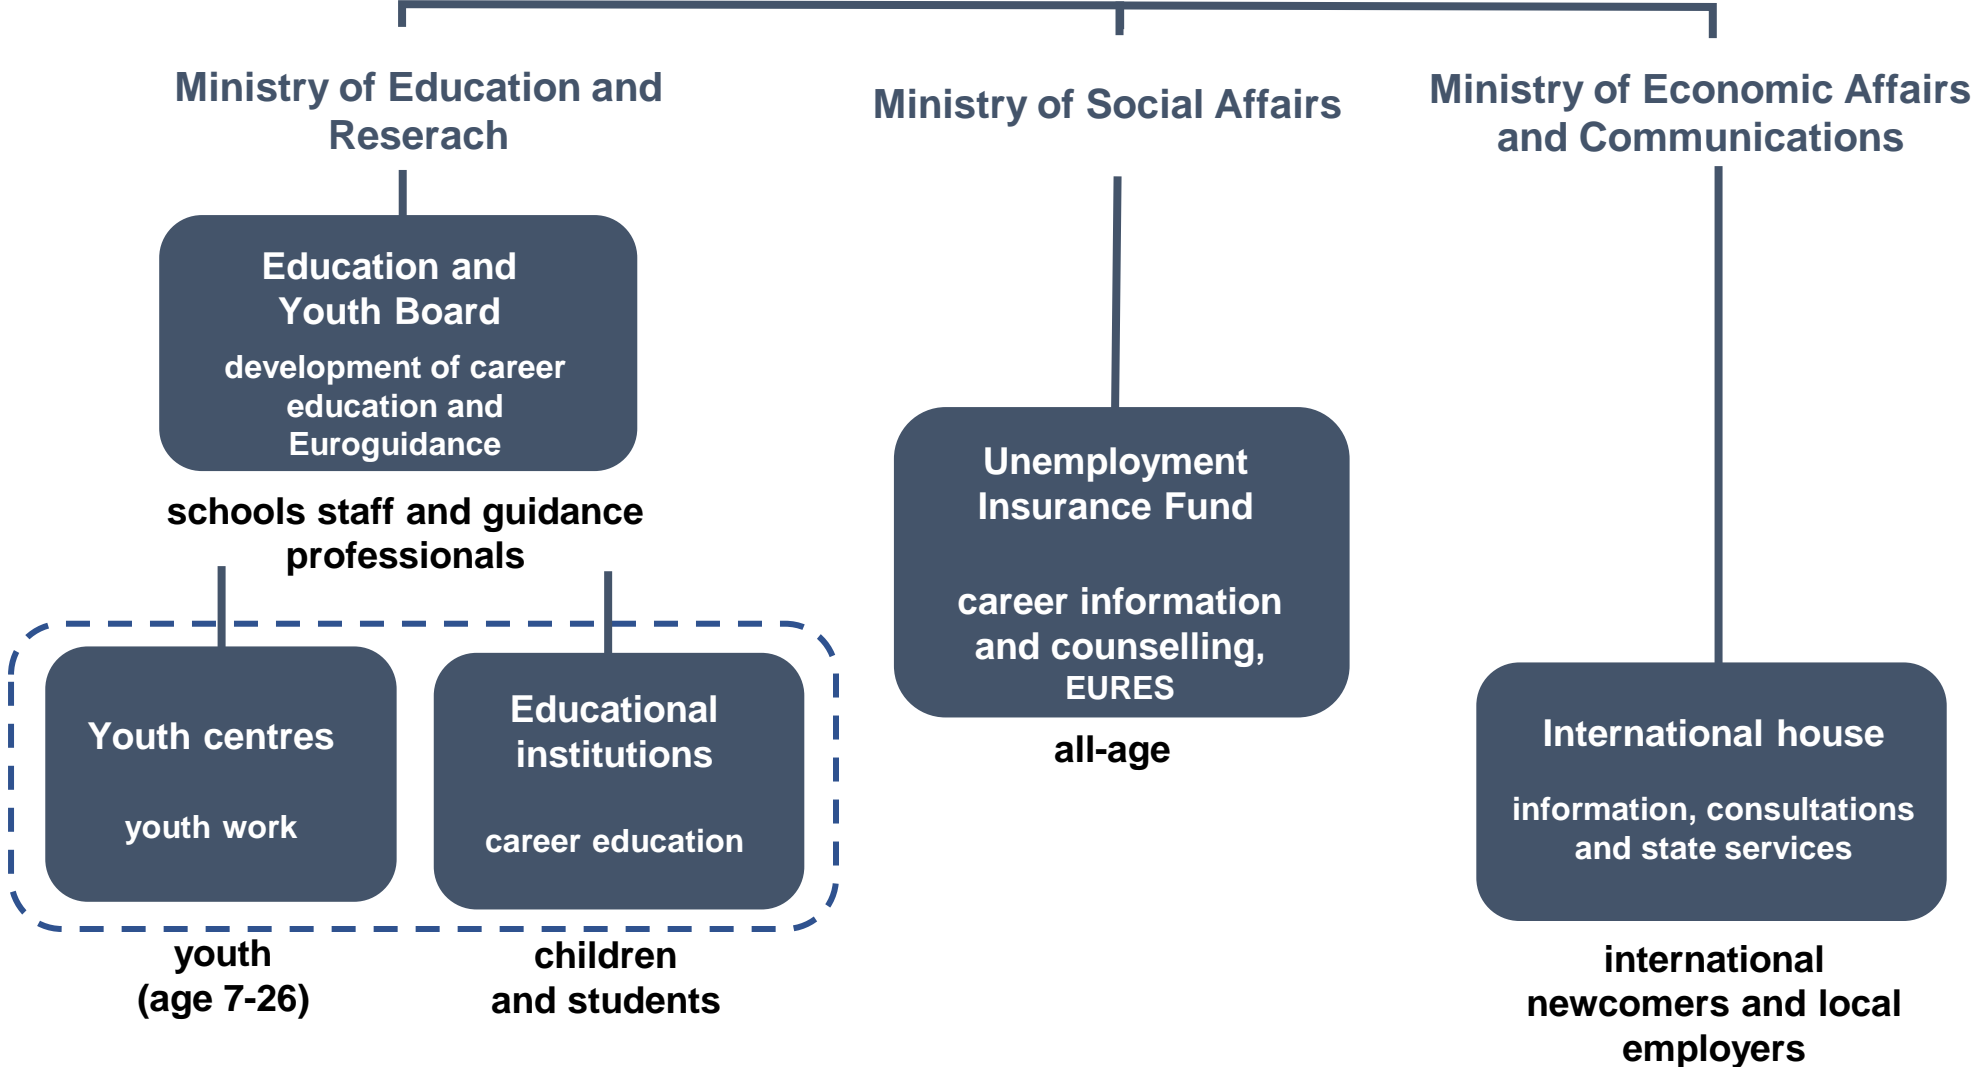 Ministry of Education and
Reserach
Ministry of Social Affairs
Ministry of Economic Affairs
and Communications
Education and
Youth Board
development of career
education and
Euroguidance
schools staff and guidance
professionals
Unemployment
Insurance Fund
career information
and counselling,
EURES
all-age
Youth centres
youth work
Educational
institutions
career education
International house
information, consultations
and state services
youth
(age 7-26)
children
and students
international
newcomers and local
employers